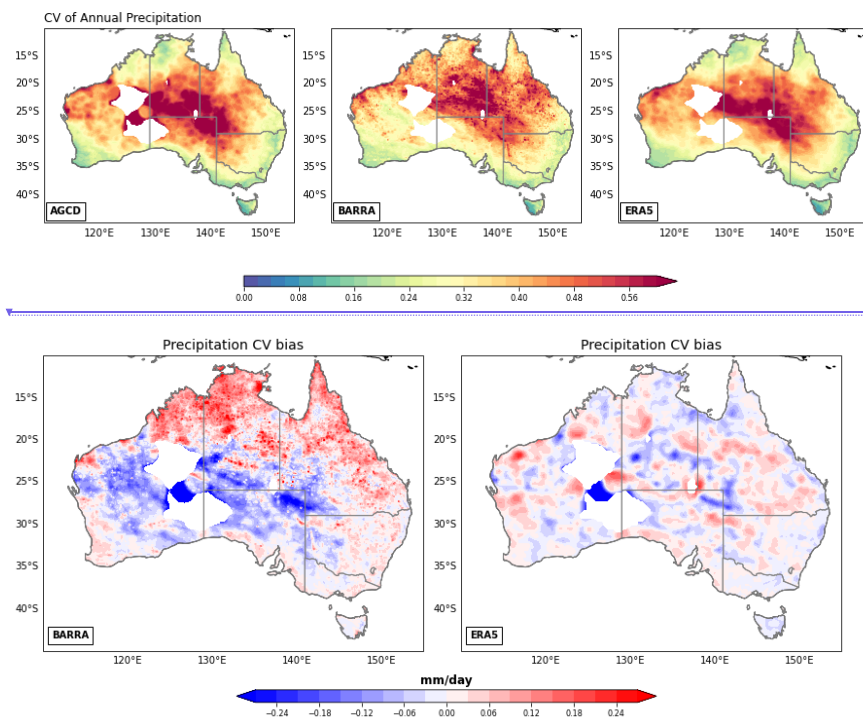 CV of Annual Precipitation
15°S 15°S 15°S
20°S 20°S 20°S
25°S 25°S 25°S
30°S 30°S 30°S
35°S 35°S 35°S
40°S 40°S 40°S
AGCD BARRA ERA5
120°E 130°E 140°E 150°E 120°E 130°E 140°E 150°E 120°E 130°E 140°E 150°E
0.00 0.08 0.16 0.24 0.32 0.40 0.48 0.56
Precipitation CV bias Precipitation CV bias
15°S 15°S
20°S 20°S
25°S 25°S
30°S 30°S
35°S 35°S
40°S 40°S
BARRA ERA5
120°E 130°E 140°E 150°E 120°E 130°E 140°E 150°E
mm/day
−0.24 −0.18 −0.12 −0.06 0.00 0.06 0.12 0.18 0.24